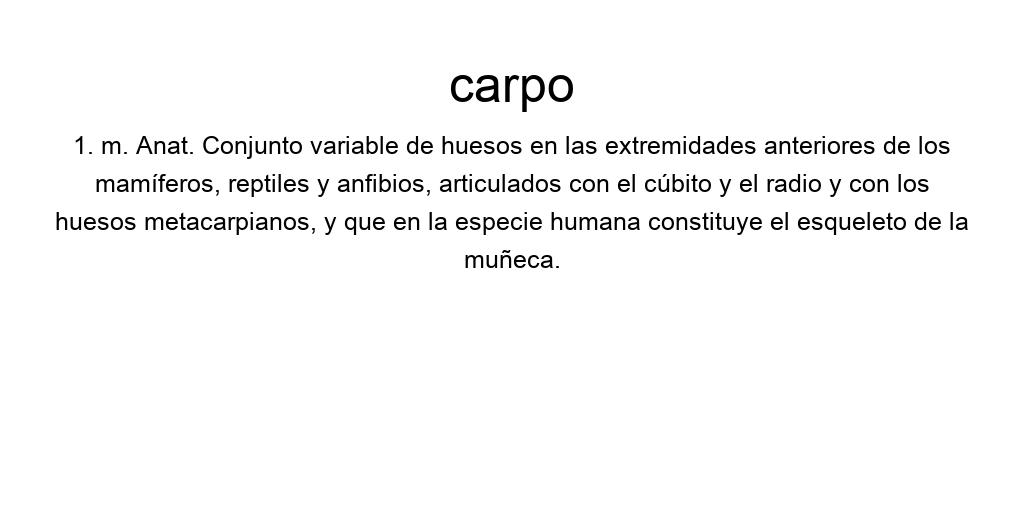 carpo
1. m. Anat. Conjunto variable de huesos en las extremidades anteriores de los
mamíferos, reptiles y anfibios, articulados con el cúbito y el radio y con los
huesos metacarpianos, y que en la especie humana constituye el esqueleto de la
muñeca.